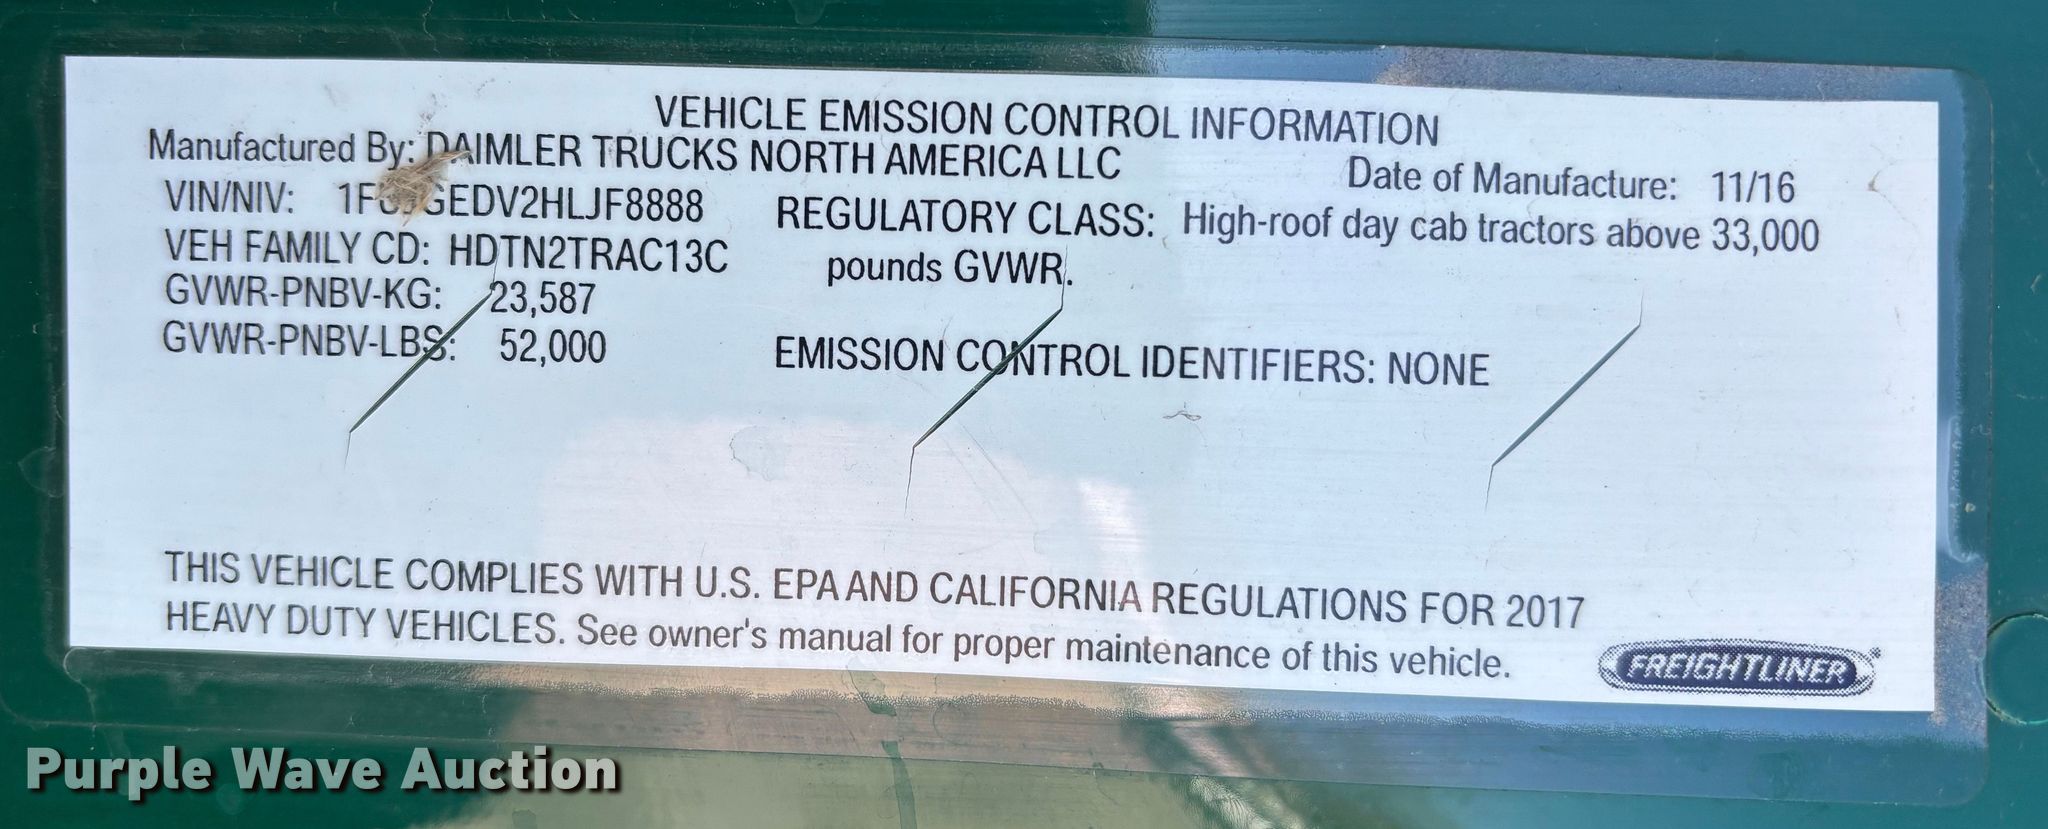 VEHICLE EMISSION CONTROL INFORMATION
Manufactured By: DAIMLER TRUCKS NORTH AMERICA LLC
Date of Manufacture: 11/16
VIN/NIV:
REGULATORY CLASS: High-roof day cab tractors above 33,000
pounds GVWR.
VEH FAMILY CD: HDTN2TRAC13C
GVWR-PNBV-KG: 23,587
GVWR-PNBV-LBS: 52,000
EMISSION CONTROL IDENTIFIERS: NONE
THIS VEHICLE COMPLIES WITH U.S. EPA AND CALIFORNIA REGULATIONS FOR 2017
HEAVY DUTY VEHICLES. See owner's manual for proper maintenance of this vehicle.
FREIGHTLINER
Purple Wave Auction